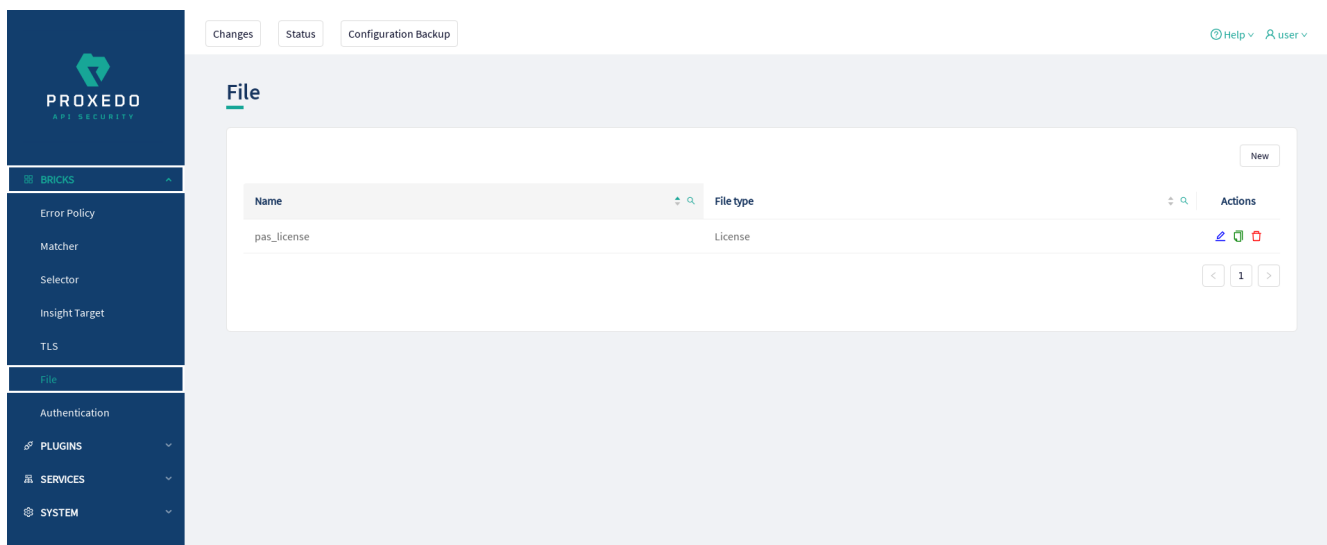 Changes Status Configuration Backup Help user
PROXEDO
API SECURITY
BRICKS
Error Policy
Matcher
Selector
Insight Target
TLS
File
Authentication
PLUGINS
SERVICES
SYSTEM
File
New
Name File type Actions
pas_license License
< 1 >